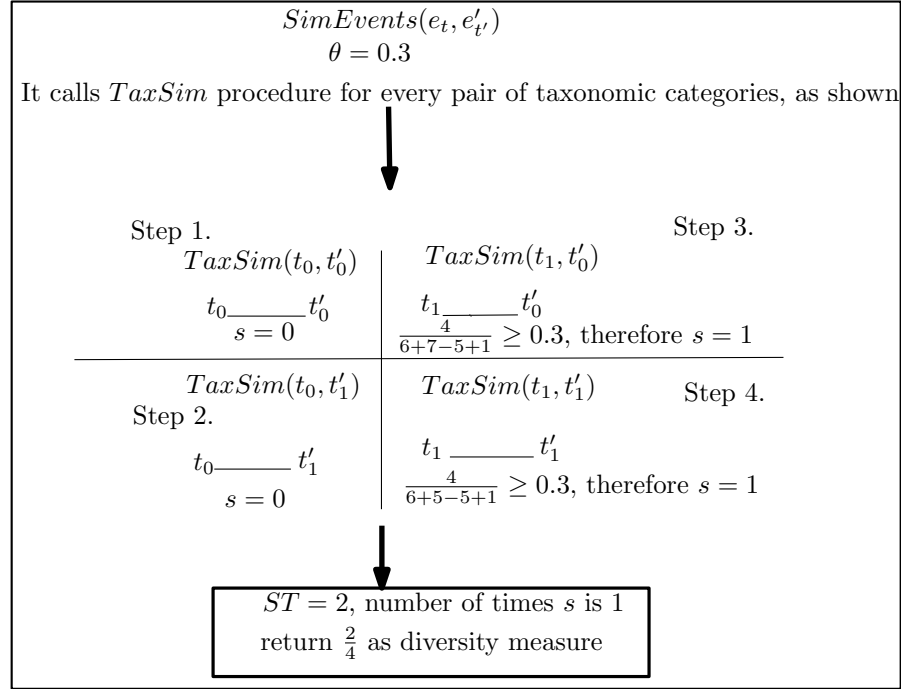 SimEvents(e_t, e'_{t'})
θ = 0.3
It calls TaxSim procedure for every pair of taxonomic categories, as shown
Step 1.
TaxSim(t_0, t'_0)
t_0 ______ t'_0
s = 0
TaxSim(t_0, t'_1)
Step 2.
t_0 ______ t'_1
s = 0
Step 3.
TaxSim(t_1, t'_0)
t_1 ______ t'_0
4/(6+7−5+1) ≥ 0.3, therefore s = 1
TaxSim(t_1, t'_1)
Step 4.
t_1 ______ t'_1
4/(6+5−5+1) ≥ 0.3, therefore s = 1
ST = 2, number of times s is 1
return 2/4 as diversity measure